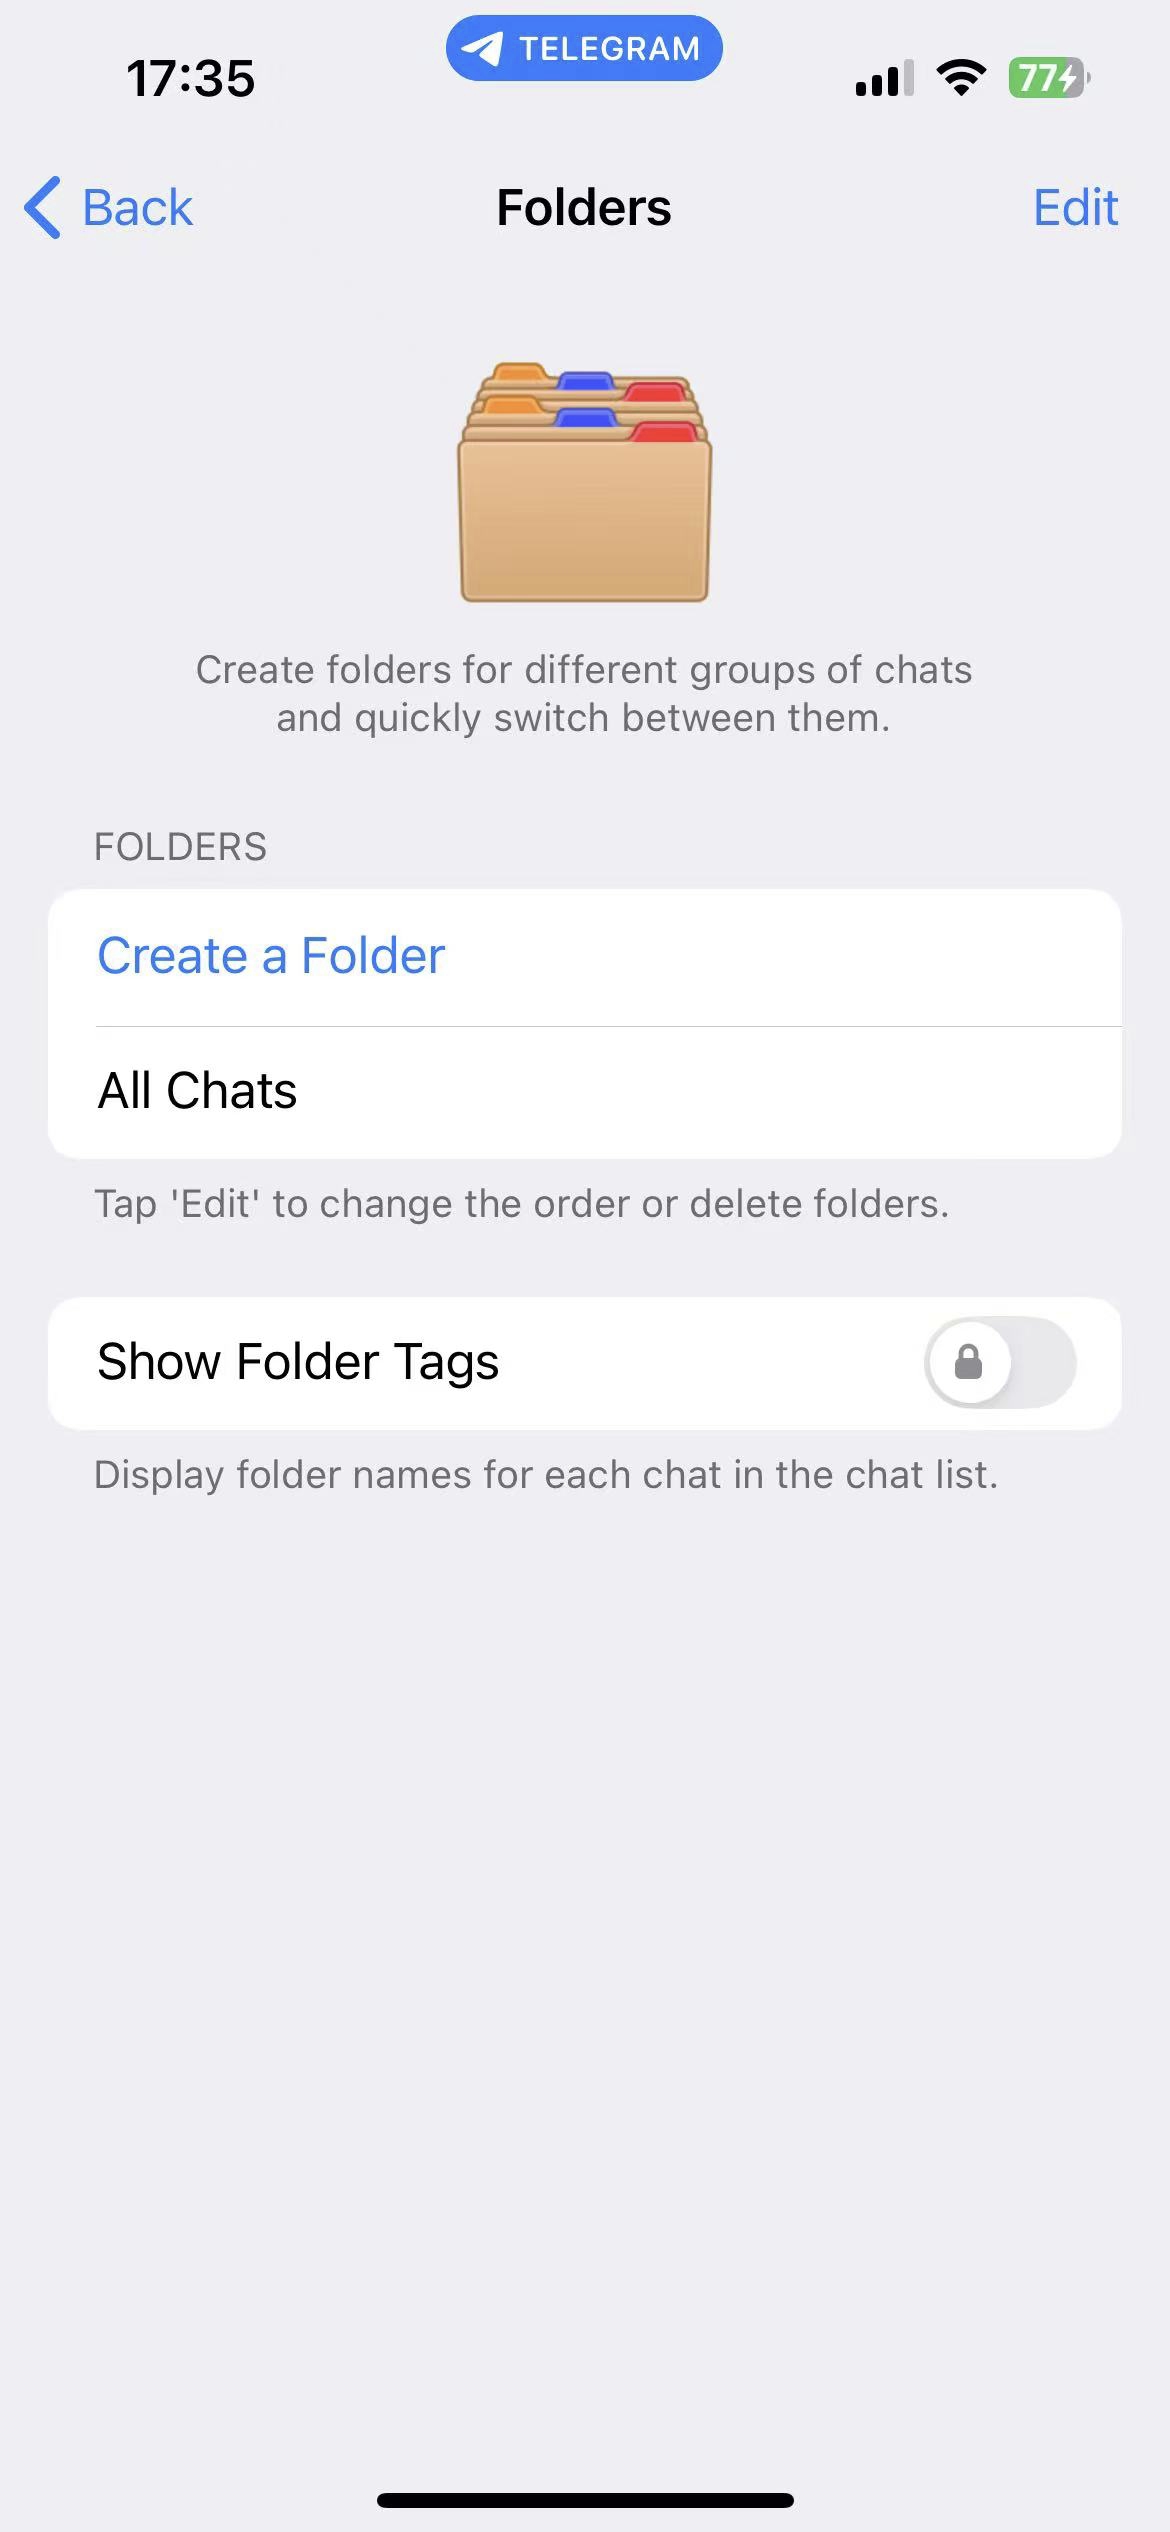 17:35
TELEGRAM
77
Back
Folders
Edit
Create folders for different groups of chats
and quickly switch between them.
FOLDERS
Create a Folder
All Chats
Tap 'Edit' to change the order or delete folders.
Show Folder Tags
Display folder names for each chat in the chat list.